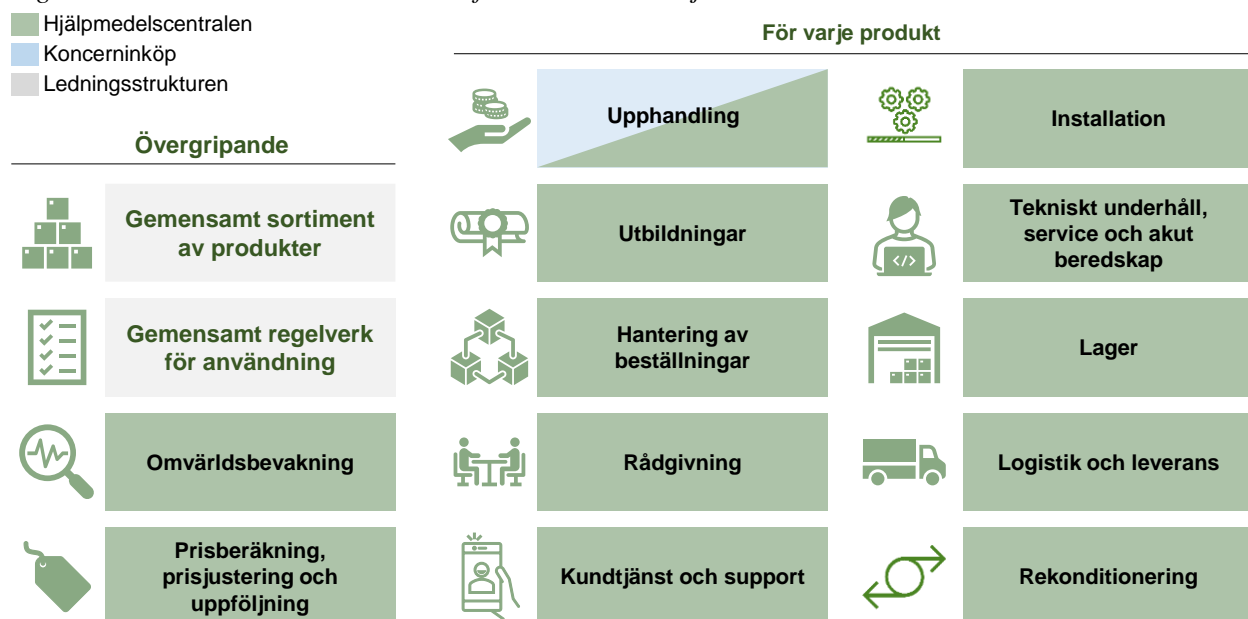 Hjälpmedelscentralen
Koncerninköp
Ledningsstrukturen
Övergripande
Gemensamt sortiment
av produkter
Gemensamt regelverk
för användning
Omvärldsbevakning
Prisberäkning,
prisjustering och
uppföljning
För varje produkt
Upphandling
Installation
Utbildningar
Tekniskt underhåll,
service och akut
beredskap
</>
Hantering av
beställningar
Lager
Rådgivning
Logistik och leverans
Kundtjänst och support
Rekonditionering